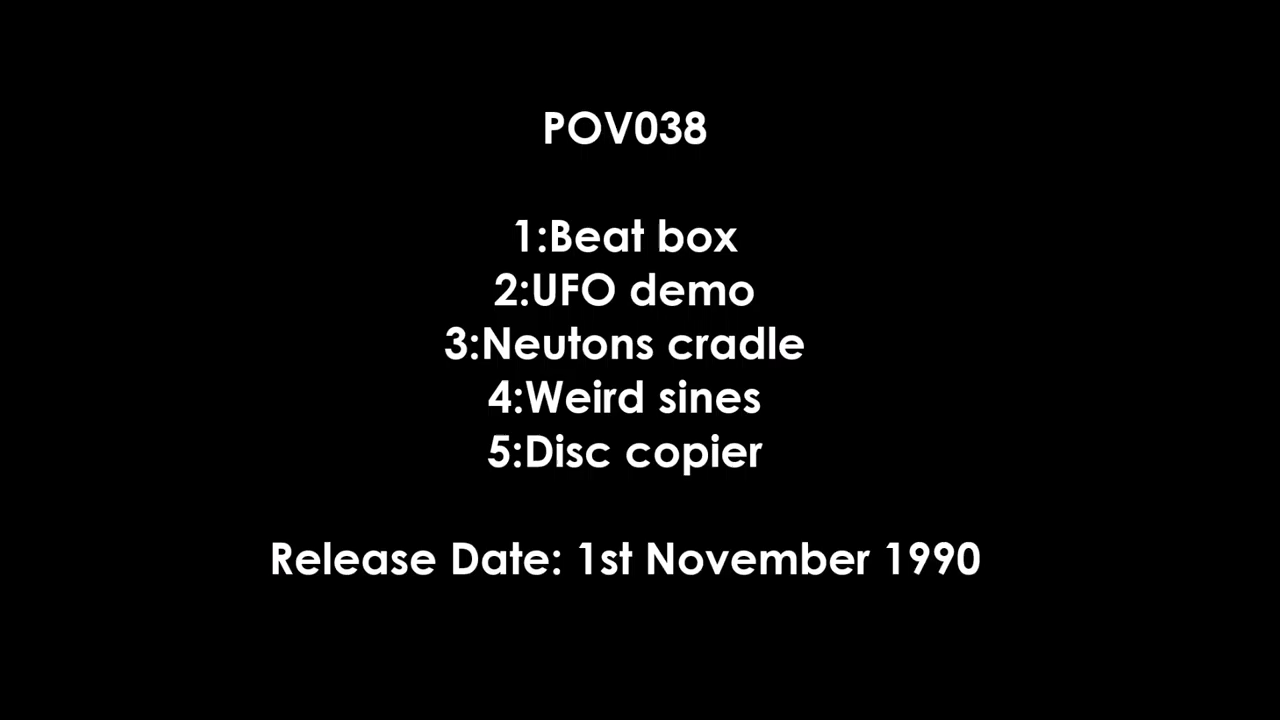 POV038
1:Beat box
2:UFO demo
3:Neutons cradle
4:Weird sines
5:Disc copier
Release Date: 1st November 1990